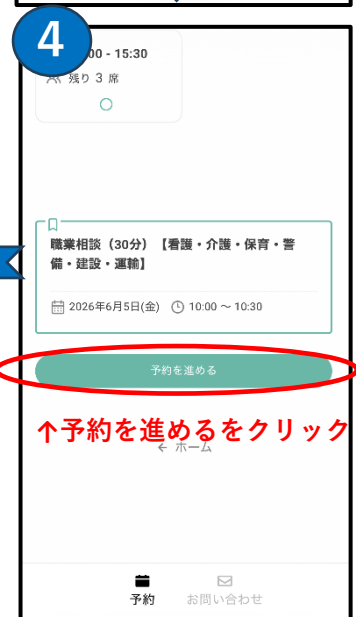 4
00 - 15:30
残り 3 席
職業相談（30分）【看護・介護・保育・警
備・建設・運輸】
2026年6月5日(金) 10:00 ～ 10:30
予約を進める
↑予約を進めるをクリック
← ホーム
予約 お問い合わせ